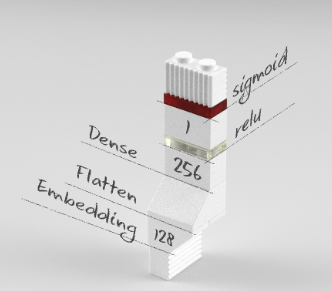 sigmoid
1
relu
Dense
256
Flatten
Embedding
128